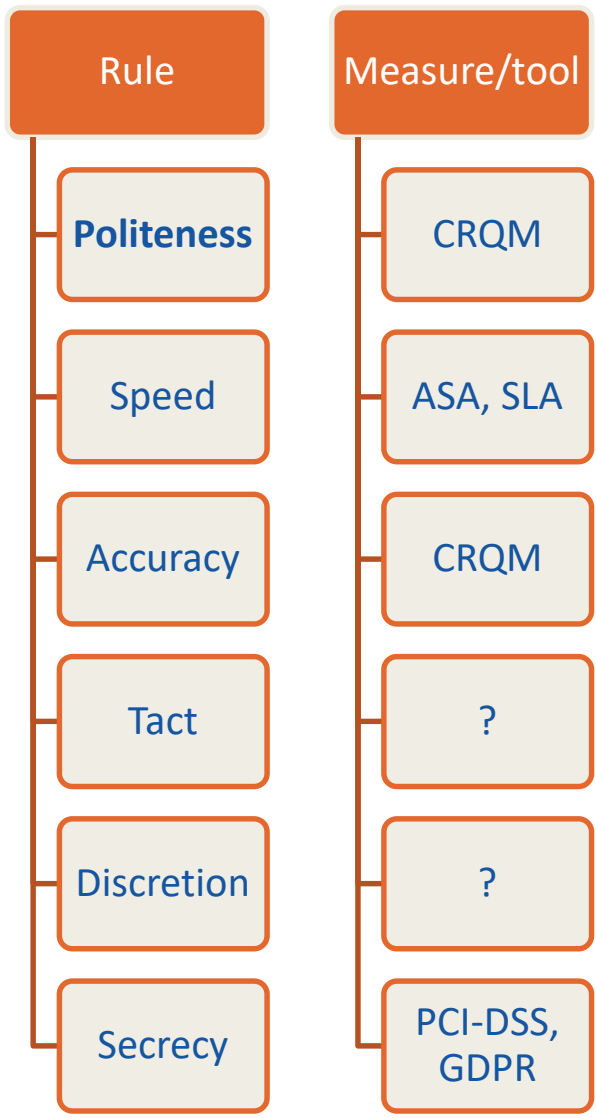 Rule
Measure/tool
Politeness
CRQM
Speed
ASA, SLA
Accuracy
CRQM
Tact
?
Discretion
?
Secrecy
PCI-DSS,
GDPR